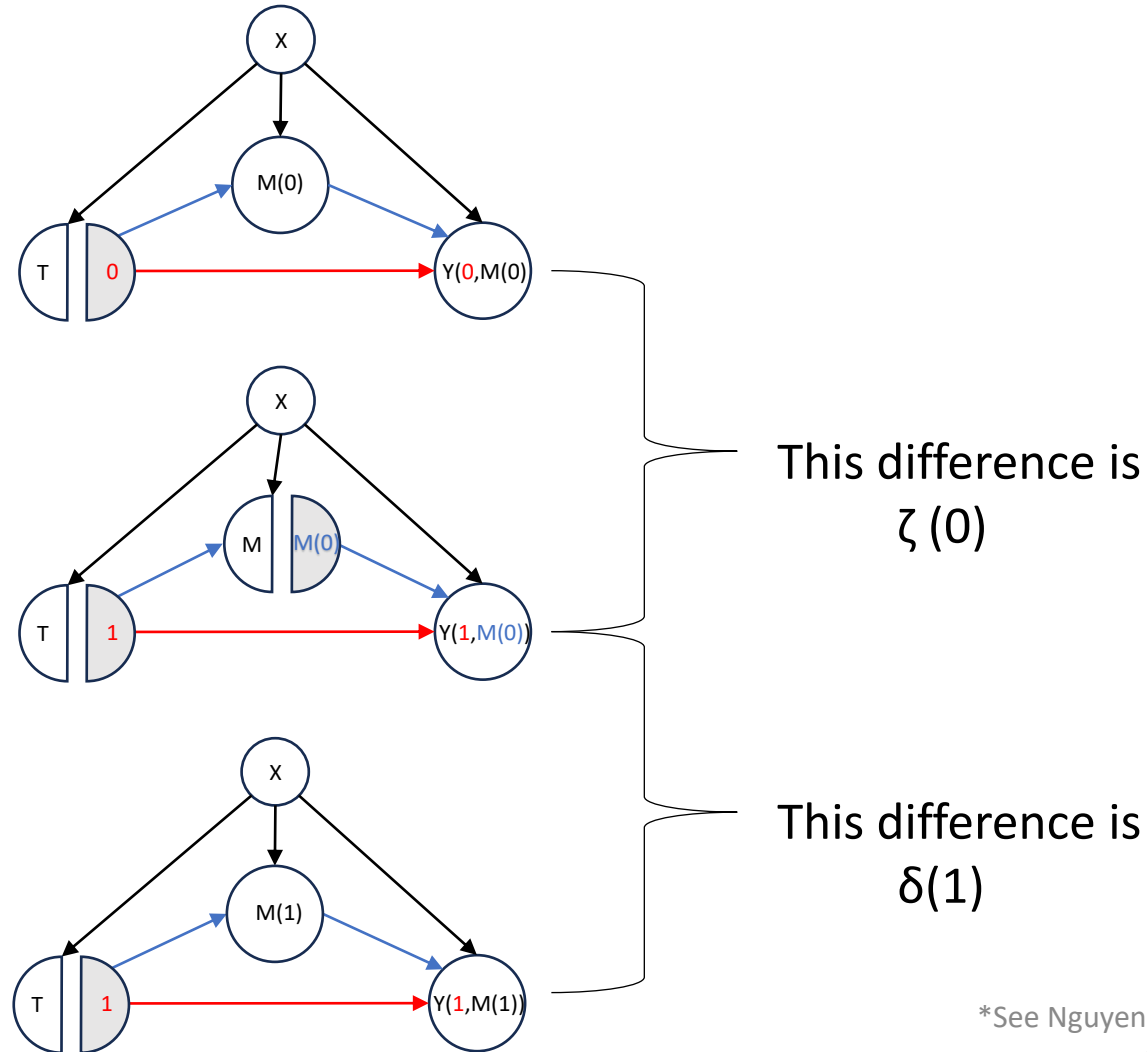 X
M(0)
T 0 Y(0,M(0)
X
M M(0)
T 1 Y(1,M(0))
This difference is
ζ (0)
X
M(1)
T 1 Y(1,M(1))
This difference is
δ(1)
*See Nguyen